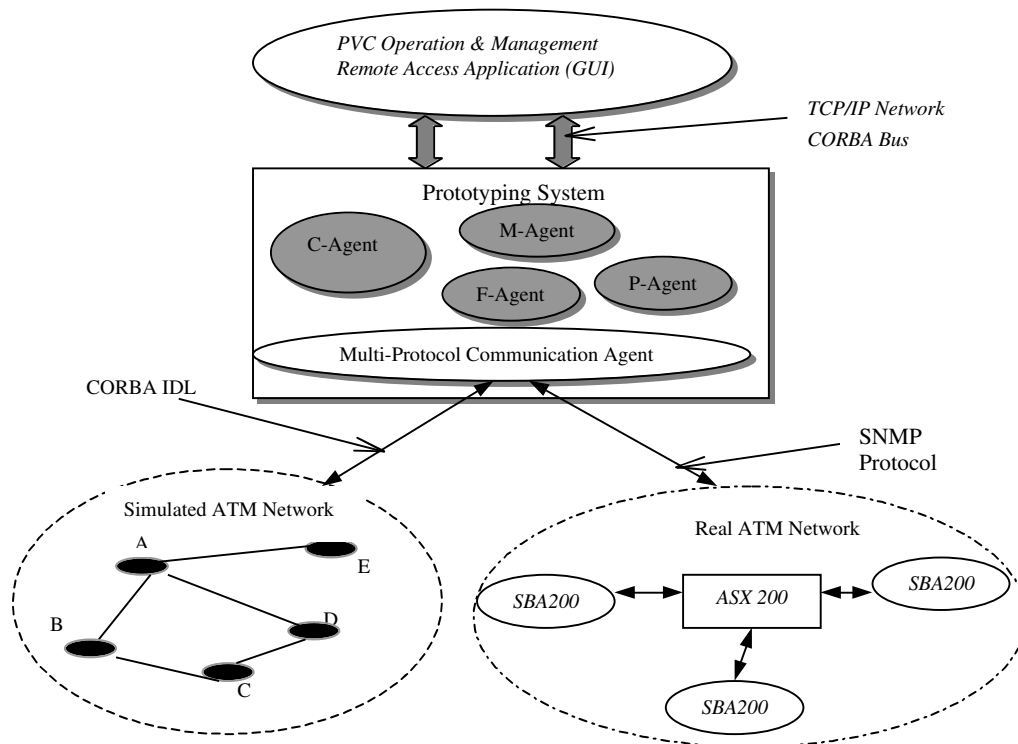 PVC Operation & Management
Remote Access Application (GUI)
TCP/IP Network
CORBA Bus
Prototyping System
C-Agent
M-Agent
F-Agent
P-Agent
Multi-Protocol Communication Agent
CORBA IDL
SNMP
Protocol
Simulated ATM Network
A
E
B
D
C
Real ATM Network
SBA200
ASX 200
SBA200
SBA200